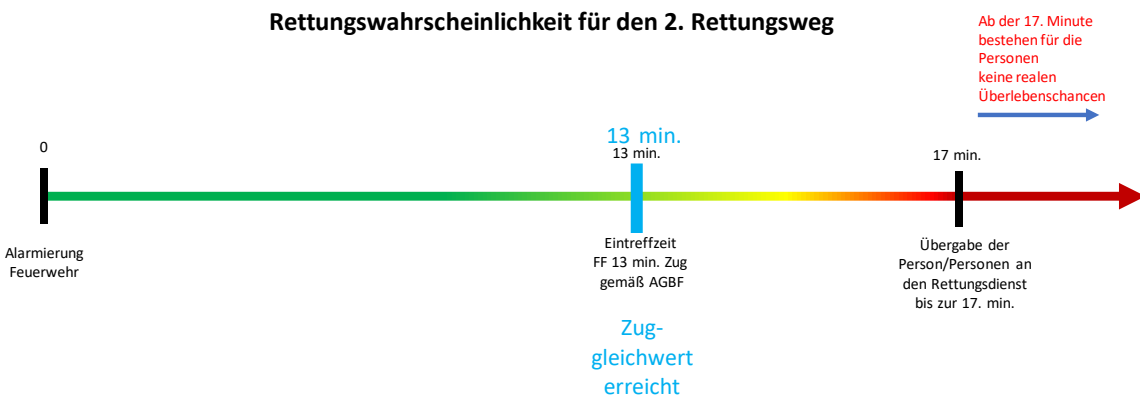 Rettungswahrscheinlichkeit für den 2. Rettungsweg
Ab der 17. Minute
bestehen für die
Personen
keine realen
Überlebenschancen
0
13 min.
13 min.
17 min.
Alarmierung
Feuerwehr
Eintreffzeit
FF 13 min. Zug
gemäß AGBF
Zug-
gleichwert
erreicht
Übergabe der
Person/Personen an
den Rettungsdienst
bis zur 17. min.